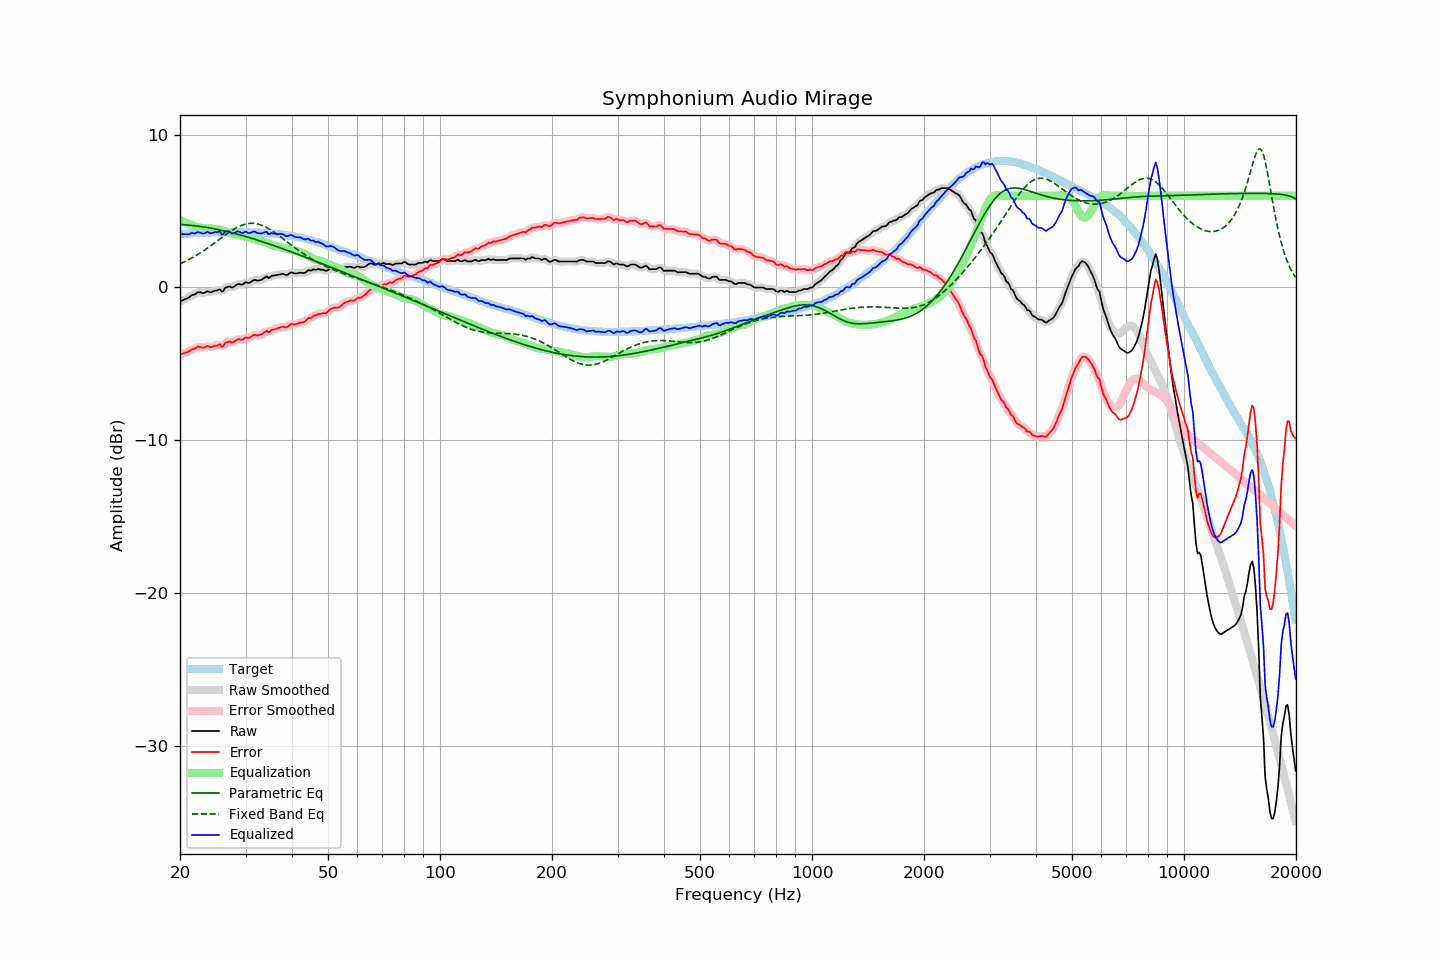 Symphonium Audio Mirage
10
0
−10
−20
−30
Amplitude (dBr)
Target
Raw Smoothed
Error Smoothed
Raw
Error
Equalization
Parametric Eq
Fixed Band Eq
Equalized
20 50 100 200 500 1000 2000 5000 10000 20000
Frequency (Hz)